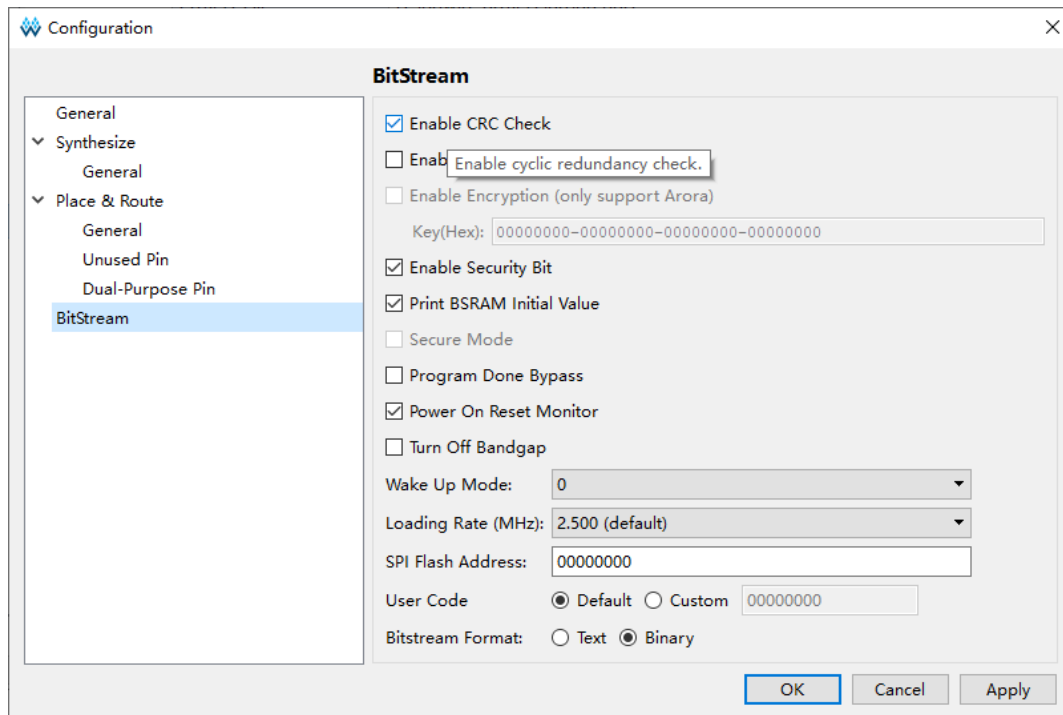 Configuration
BitStream
General
Synthesize
General
Place & Route
General
Unused Pin
Dual-Purpose Pin
BitStream
Enable CRC Check
Enab
Enable cyclic redundancy check.
Enable Encryption (only support Arora)
Key(Hex): 00000000-00000000-00000000-00000000
Enable Security Bit
Print BSRAM Initial Value
Secure Mode
Program Done Bypass
Power On Reset Monitor
Turn Off Bandgap
Wake Up Mode: 0
Loading Rate (MHz): 2.500 (default)
SPI Flash Address: 00000000
User Code Default Custom 00000000
Bitstream Format: Text Binary
OK Cancel Apply